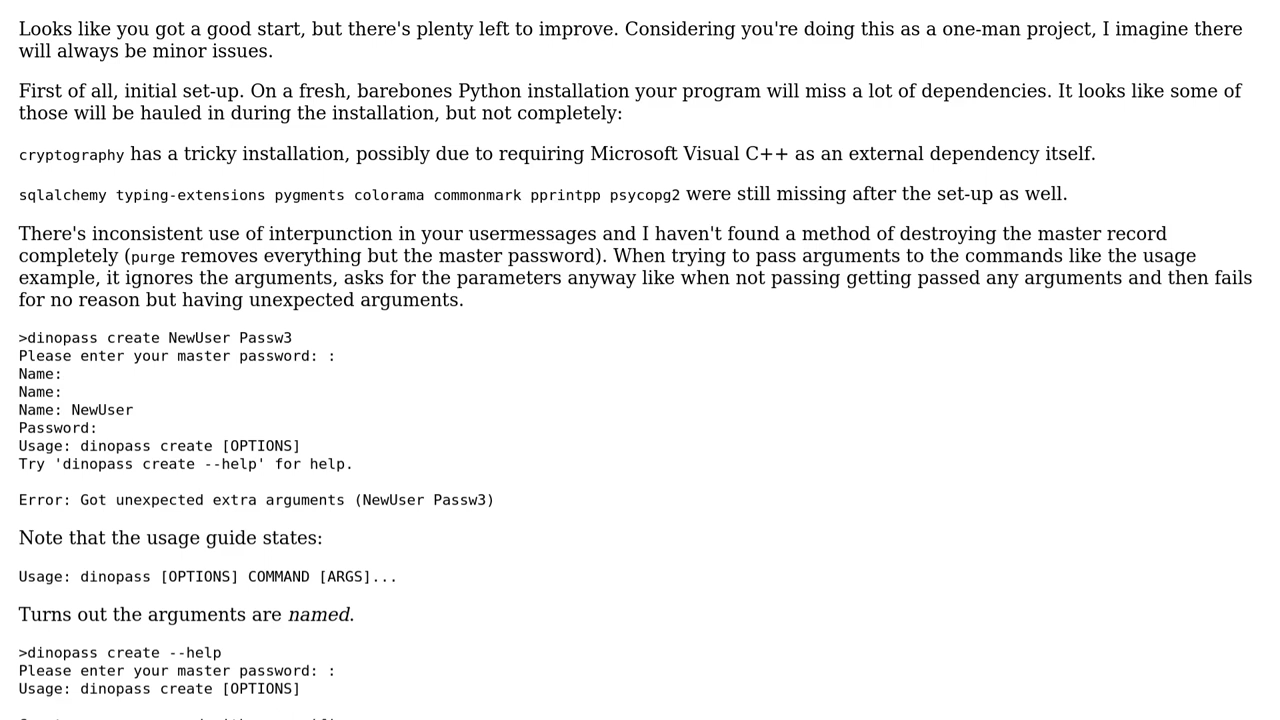 Looks like you got a good start, but there's plenty left to improve. Considering you're doing this as a one-man project, I imagine there
will always be minor issues.
First of all, initial set-up. On a fresh, barebones Python installation your program will miss a lot of dependencies. It looks like some of
those will be hauled in during the installation, but not completely:
cryptography has a tricky installation, possibly due to requiring Microsoft Visual C++ as an external dependency itself.
sqlalchemy typing-extensions pygments colorama commonmark pprintpp psycopg2 were still missing after the set-up as well.
There's inconsistent use of interpunction in your usermessages and I haven't found a method of destroying the master record
completely (purge removes everything but the master password). When trying to pass arguments to the commands like the usage
example, it ignores the arguments, asks for the parameters anyway like when not passing getting passed any arguments and then fails
for no reason but having unexpected arguments.
>dinopass create NewUser Passw3
Please enter your master password: :
Name:
Name:
Name: NewUser
Password:
Usage: dinopass create [OPTIONS]
Try 'dinopass create --help' for help.
Error: Got unexpected extra arguments (NewUser Passw3)
Note that the usage guide states:
Usage: dinopass [OPTIONS] COMMAND [ARGS]...
Turns out the arguments are named.
>dinopass create --help
Please enter your master password: :
Usage: dinopass create [OPTIONS]